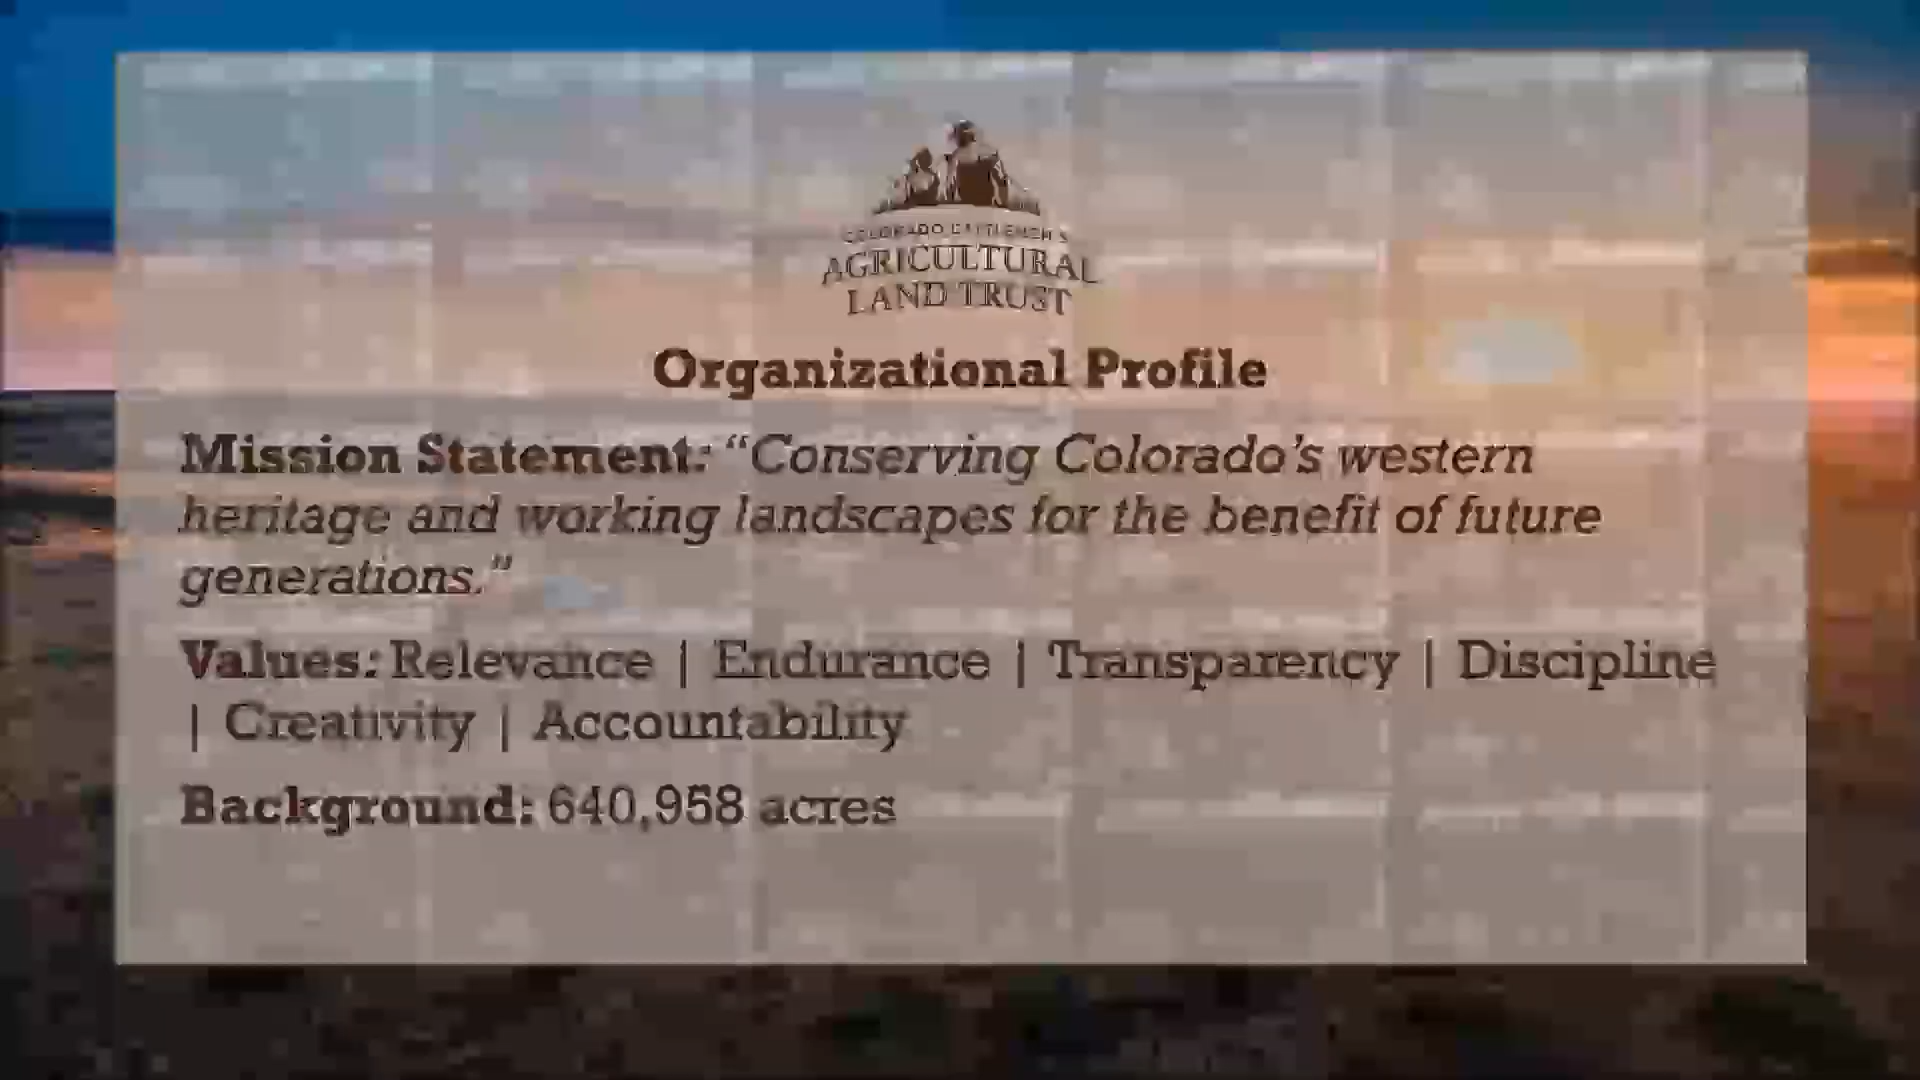 COLORADO CATTLEMEN'S
AGRICULTURAL
LAND TRUST
Organizational Profile
Mission Statement: “Conserving Colorado’s western
heritage and working landscapes for the benefit of future
generations.”
Values: Relevance | Endurance | Transparency | Discipline
| Creativity | Accountability
Background: 640,958 acres